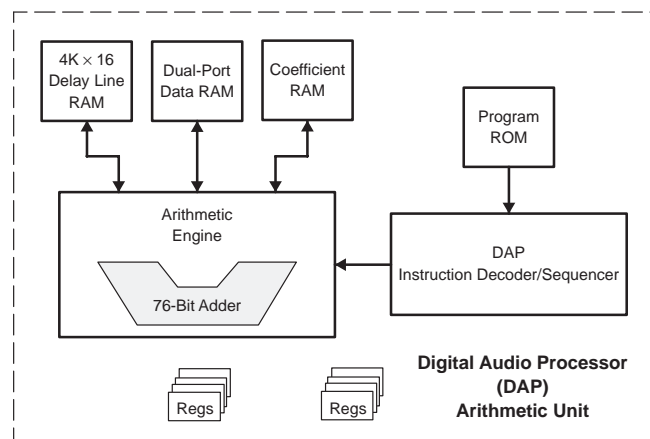 4K × 16
Delay Line
RAM
Dual-Port
Data RAM
Coefficient
RAM
Program
ROM
Arithmetic
Engine
76-Bit Adder
DAP
Instruction Decoder/Sequencer
Regs
Regs
Digital Audio Processor
(DAP)
Arithmetic Unit